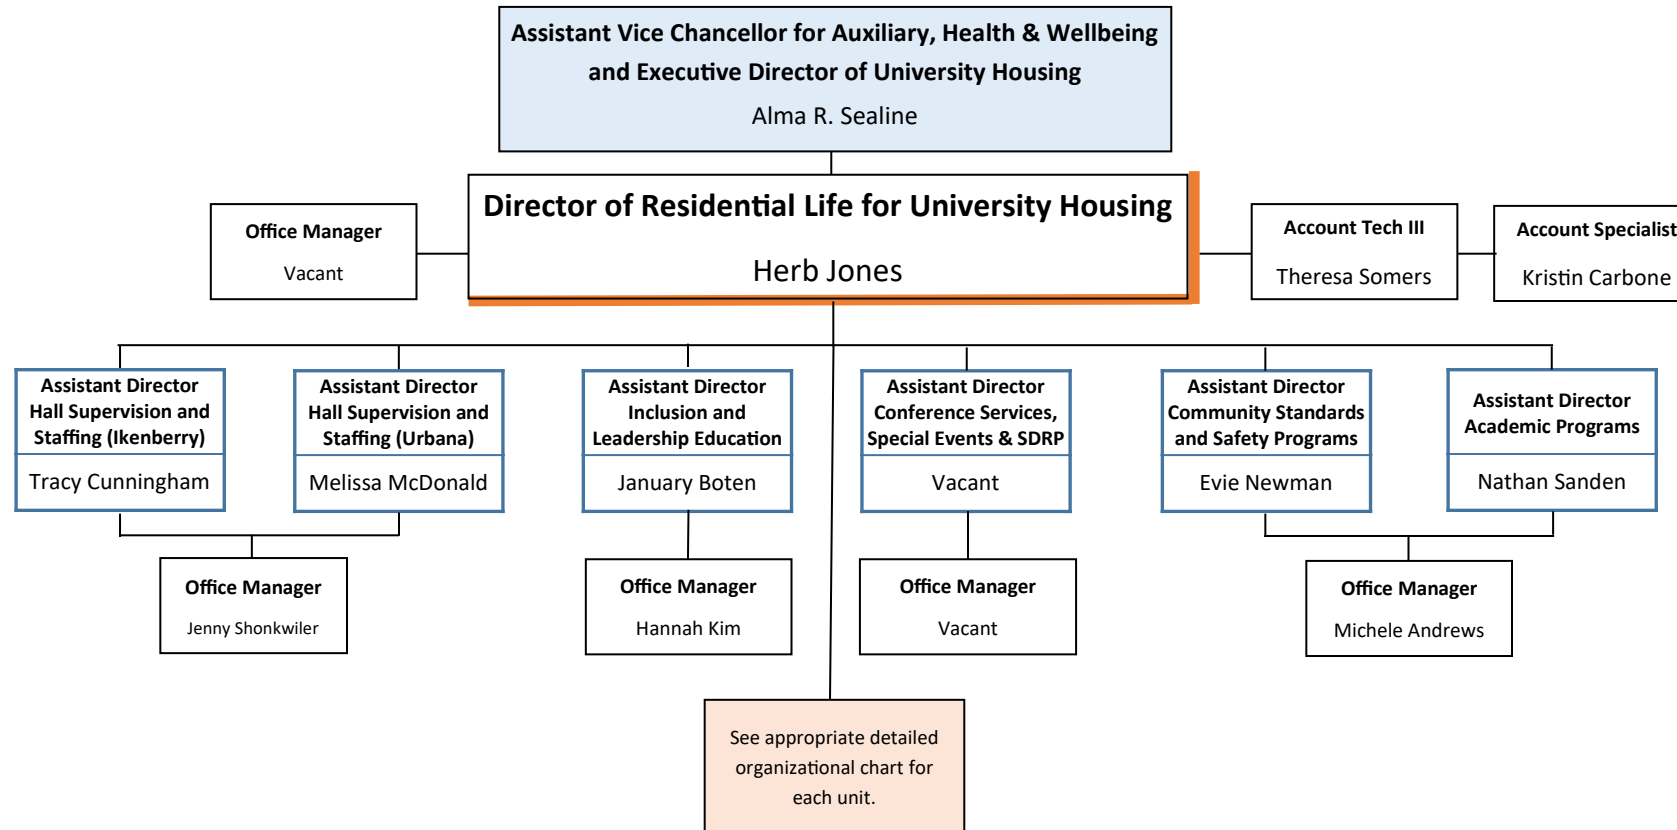 Assistant Vice Chancellor for Auxiliary, Health & Wellbeing
and Executive Director of University Housing
Alma R. Sealine
Director of Residential Life for University Housing
Herb Jones
Office Manager
Vacant
Account Tech III
Theresa Somers
Account Specialist
Kristin Carbone
Assistant Director
Hall Supervision and
Staffing (Ikenberry)
Tracy Cunningham
Assistant Director
Hall Supervision and
Staffing (Urbana)
Melissa McDonald
Assistant Director
Inclusion and
Leadership Education
January Boten
Assistant Director
Conference Services,
Special Events & SDRP
Vacant
Assistant Director
Community Standards
and Safety Programs
Evie Newman
Assistant Director
Academic Programs
Nathan Sanden
Office Manager
Jenny Shonkwiler
Office Manager
Hannah Kim
Office Manager
Vacant
Office Manager
Michele Andrews
See appropriate detailed
organizational chart for
each unit.